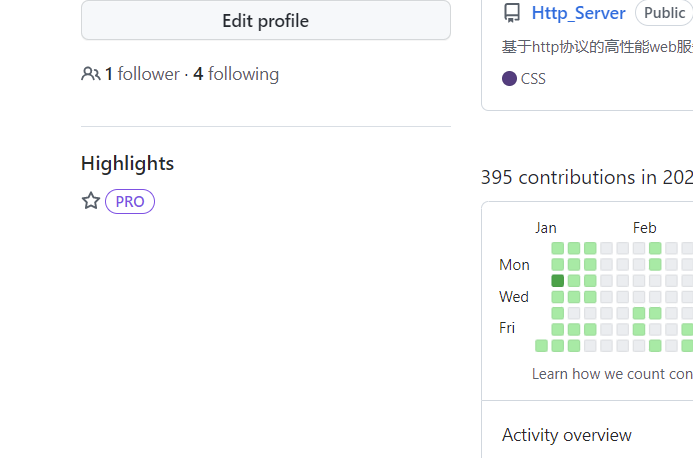 Edit profile
1 follower · 4 following
Highlights
PRO
Http_Server
Public
基于http协议的高性能web服
CSS
395 contributions in 202
Jan
Feb
Mon
Wed
Fri
Learn how we count con
Activity overview